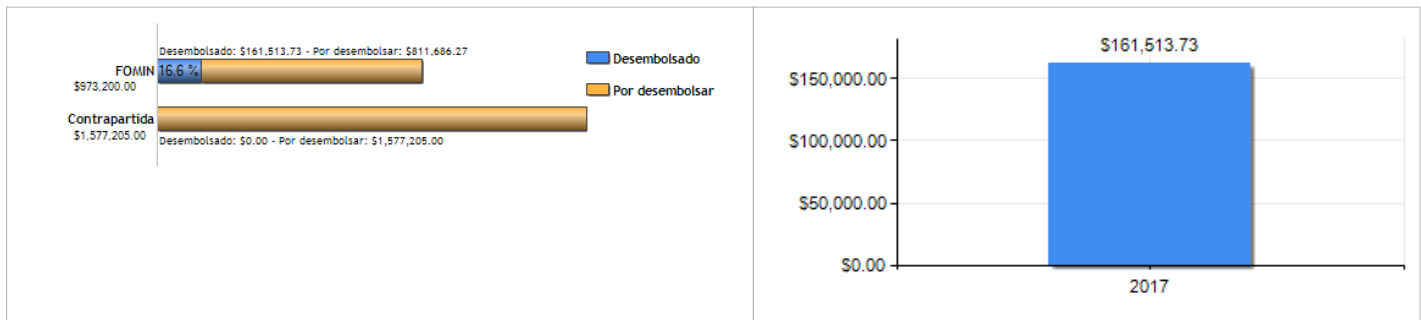 Desembolsado: $161,513.73 - Por desembolsar: $811,686.27
FOMIN
16.6 %
$973,200.00
Contrapartida
$1,577,205.00
Desembolsado: $0.00 - Por desembolsar: $1,577,205.00
Desembolsado
Por desembolsar
$161,513.73
$150,000.00
$100,000.00
$50,000.00
$0.00
2017